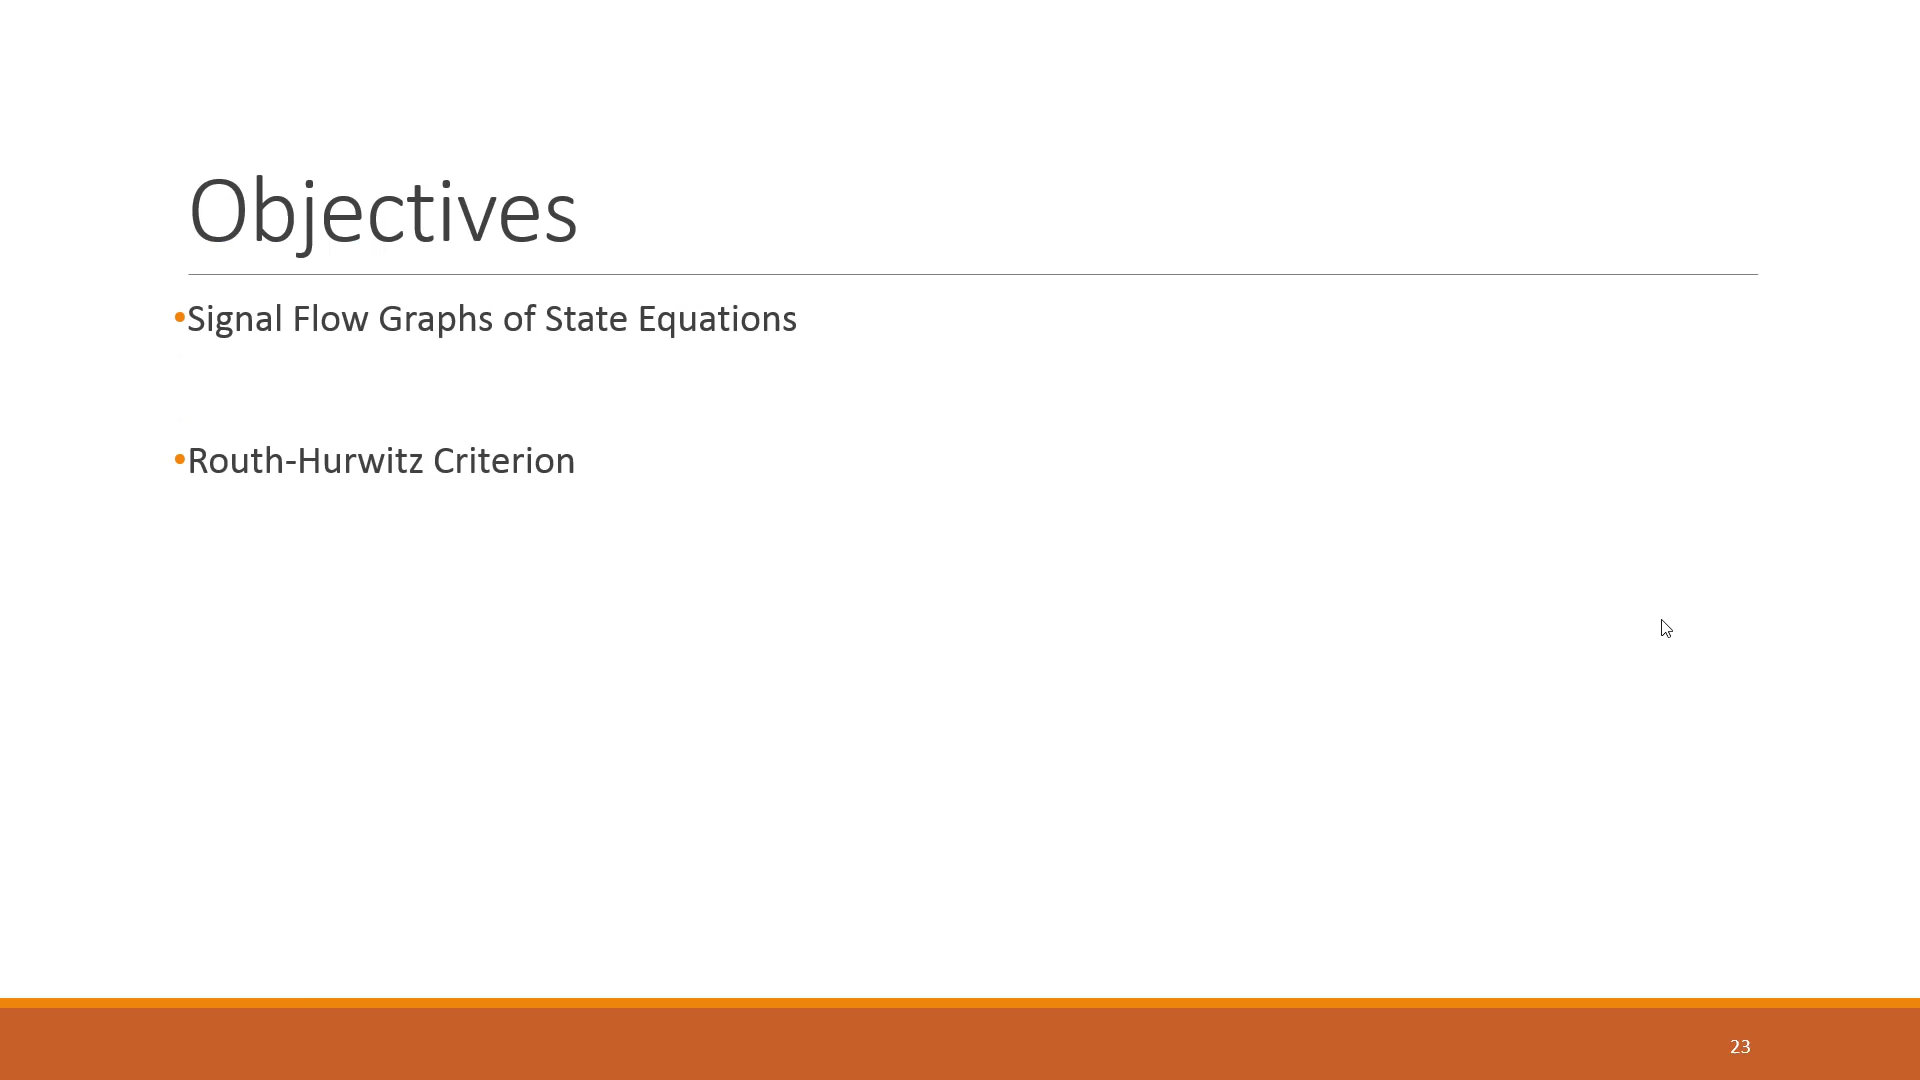 Objectives
•Signal Flow Graphs of State Equations
•Routh-Hurwitz Criterion
23